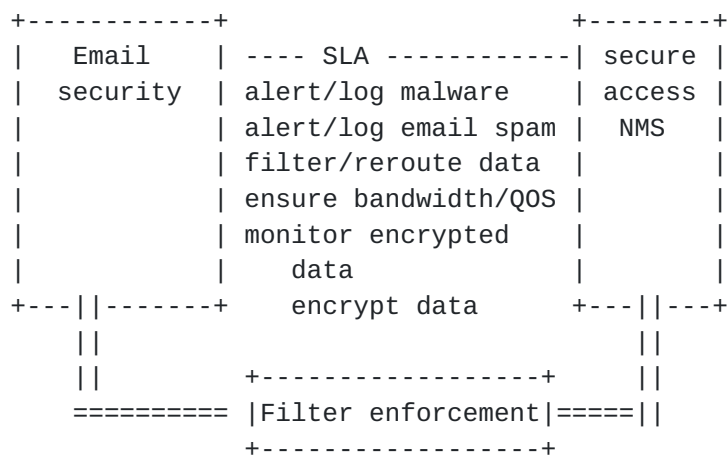 +------------+                      +--------+
|   Email    | ---- SLA ------------| secure |
|  security  | alert/log malware    | access |
|            | alert/log email spam |  NMS   |
|            | filter/reroute data  |        |
|            | ensure bandwidth/QOS |        |
|            | monitor encrypted    |        |
|            |    data              |        |
+---||-------+    encrypt data      +---||---+
    ||                                  ||
    ||         +------------------+     ||
    ========== |Filter enforcement|=====||
               +------------------+